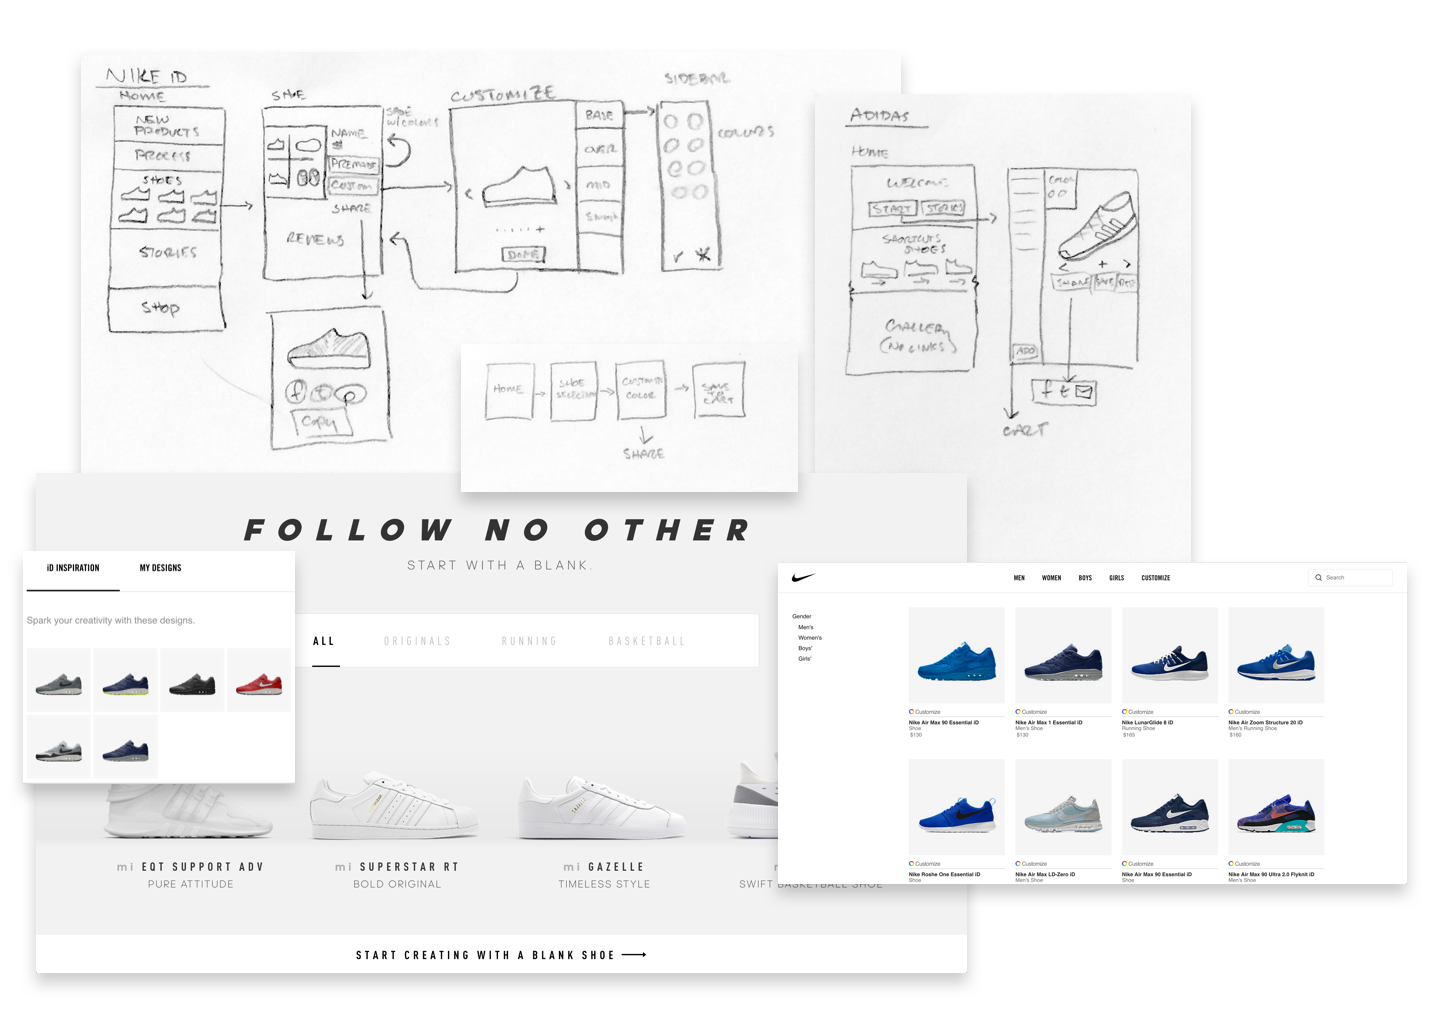 NIKE iD
HOME
NEW
PRODUCTS
PROCESS
SHOES
STORIES
SHOP
SHOE
NAME
PREMADE
CUSTOM
SHARE
REVIEWS
SHOE
W/COLORS
Copy
CUSTOMIZE
BASE
OVER
MID
DONE
SIDEBAR
COLORS
HOME
SHOE
SELECTION
CUSTOMIZE
COLOR
SAVE
TO
CART
SHARE
ADIDAS
HOME
WELCOME
START
STORIES
SHORTCUTS
SHOES
GALLERY
(NO LINKS)
COLOR
SHARE
SAVE
ADD
f t
CART
FOLLOW NO OTHER
START WITH A BLANK.
ALL
ORIGINALS
RUNNING
BASKETBALL
mi EQT SUPPORT ADV
PURE ATTITUDE
mi SUPERSTAR RT
BOLD ORIGINAL
mi GAZELLE
TIMELESS STYLE
SWIFT BASKETBALL SHOE
START CREATING WITH A BLANK SHOE
iD INSPIRATION
MY DESIGNS
Spark your creativity with these designs.
MEN
WOMEN
BOYS
GIRLS
CUSTOMIZE
Search
Gender
Men's
Women's
Boys'
Girls'
Customize
Nike Air Max 90 Essential iD
Shoe
$130
Customize
Nike Air Max 1 Essential iD
Men's Shoe
$130
Customize
Nike LunarGlide 8 iD
Running Shoe
$165
Customize
Nike Air Zoom Structure 20 iD
Men's Running Shoe
$160
Customize
Nike Roshe One Essential iD
Shoe
Customize
Nike Air Max LD-Zero iD
Men's Shoe
Customize
Nike Air Max 90 Essential iD
Shoe
Customize
Nike Air Max 90 Ultra 2.0 Flyknit iD
Men's Shoe